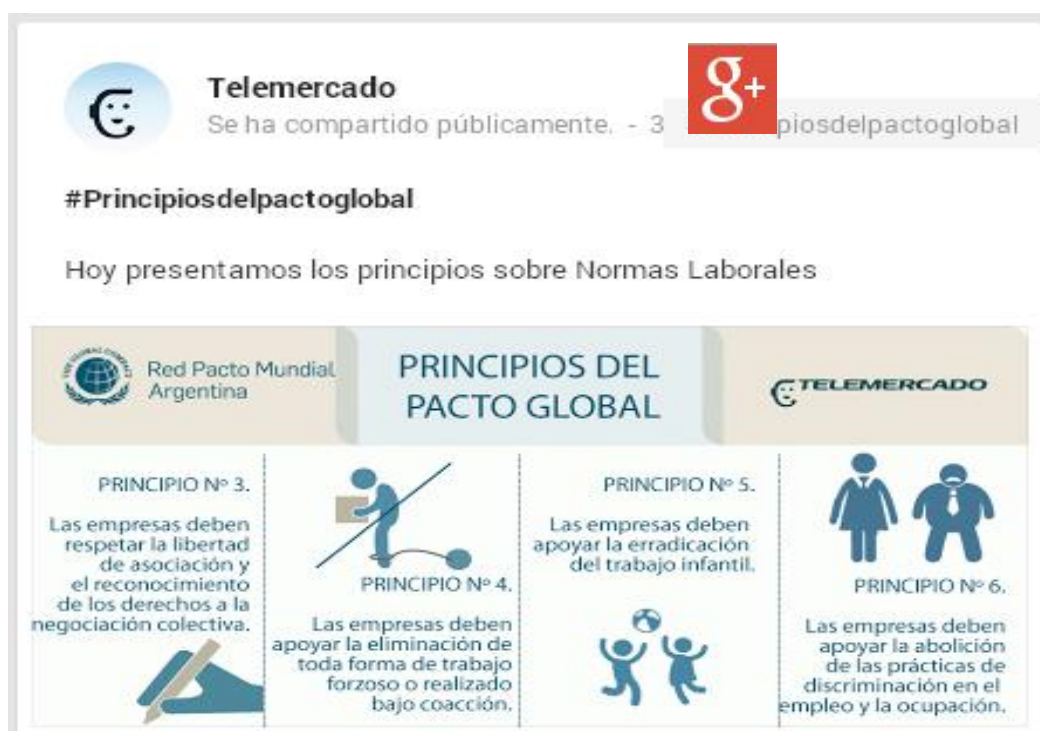 Telemercado
g+
Se ha compartido públicamente. - 3
piosdelpactoglobal
#Principiosdelpactoglobal
Hoy presentamos los principios sobre Normas Laborales
Red Pacto Mundial
Argentina
PRINCIPIOS DEL
PACTO GLOBAL
TELEMERCADO
PRINCIPIO Nº 3.
Las empresas deben
respetar la libertad
de asociación y
el reconocimiento
de los derechos a la
negociación colectiva.
PRINCIPIO Nº 4.
Las empresas deben
apoyar la eliminación de
toda forma de trabajo
forzoso o realizado
bajo coacción.
PRINCIPIO Nº 5.
Las empresas deben
apoyar la erradicación
del trabajo infantil.
PRINCIPIO Nº 6.
Las empresas deben
apoyar la abolición
de las prácticas de
discriminación en el
empleo y la ocupación.